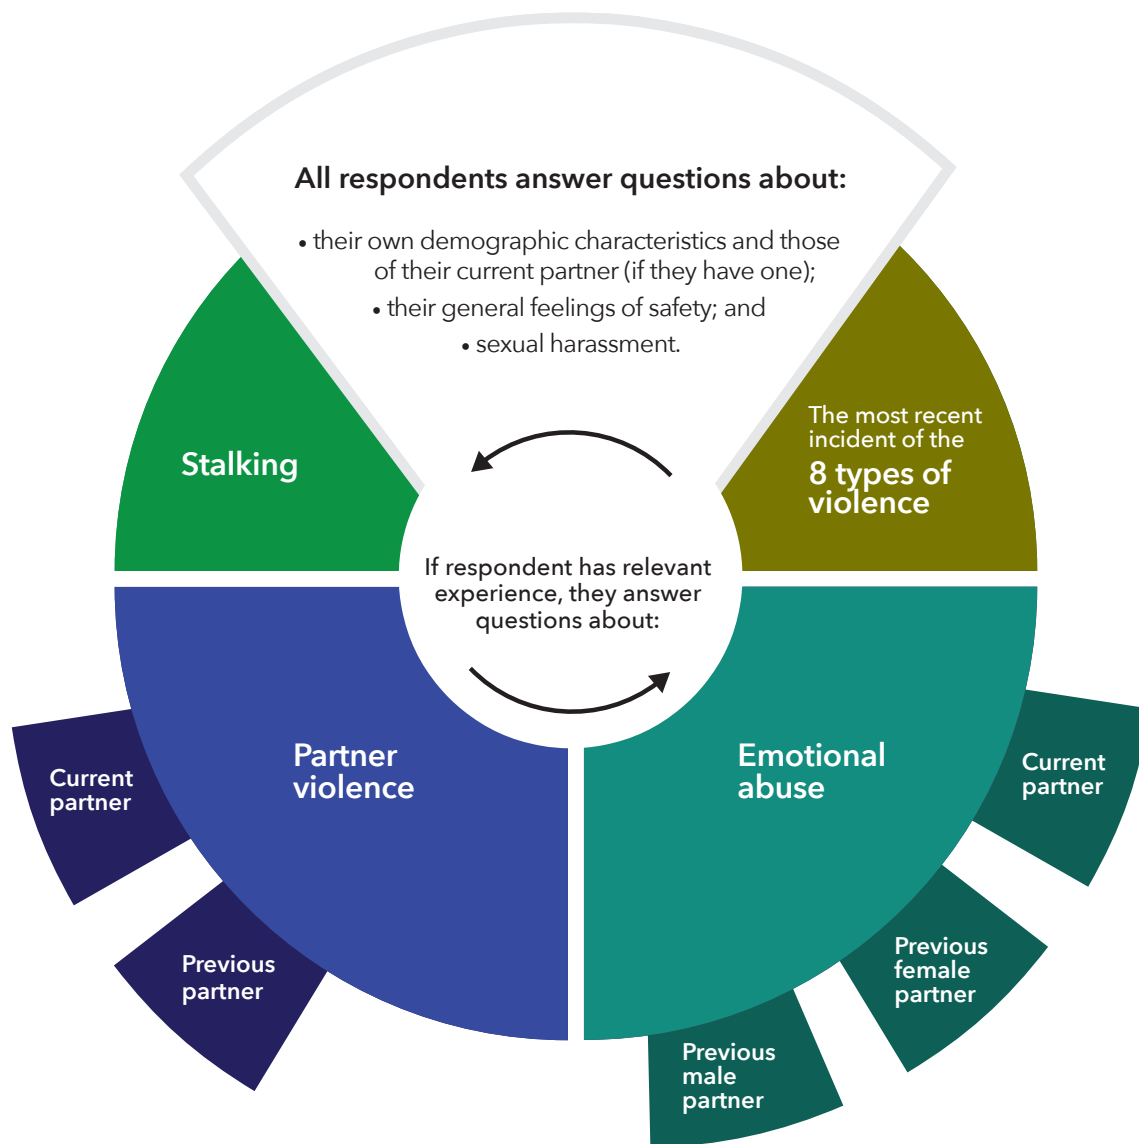 All respondents answer questions about:
• their own demographic characteristics and those
of their current partner (if they have one);
• their general feelings of safety; and
• sexual harassment.
Stalking
The most recent
incident of the
8 types of
violence
If respondent has relevant
experience, they answer
questions about:
Partner
violence
Emotional
abuse
Current
partner
Previous
partner
Current
partner
Previous
female
partner
Previous
male
partner